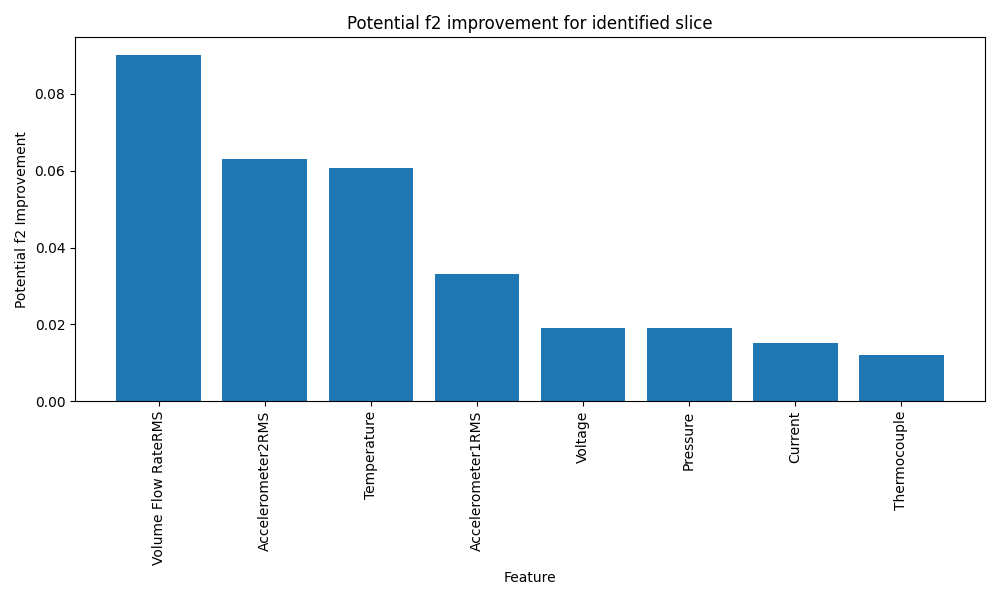 Potential f2 improvement for identified slice
Potential f2 Improvement
0.08
0.06
0.04
0.02
0.00
Volume Flow RateRMS
Accelerometer2RMS
Temperature
Accelerometer1RMS
Voltage
Pressure
Current
Thermocouple
Feature